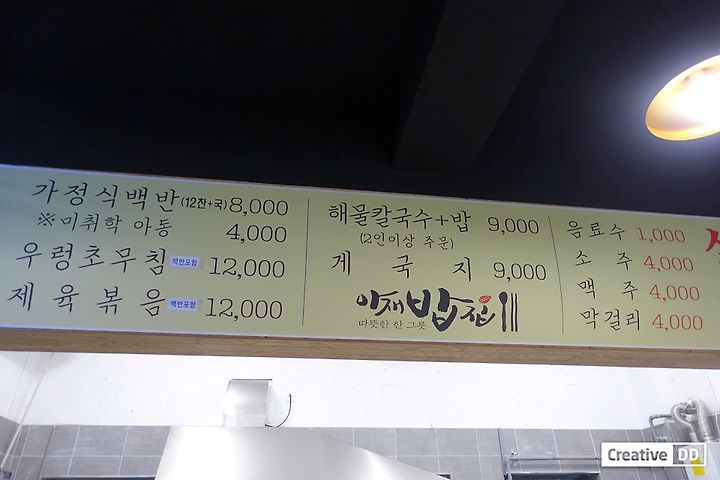 가정식백반(12찬+국) 8,000
※미취학 아동 4,000
우렁초무침 백반포함 12,000
제육볶음 백반포함 12,000
해물칼국수+밥 9,000
(2인이상 주문)
게국지 9,000
아재밥집
따뜻한 한 그릇
음료수 1,000
소주 4,000
맥주 4,000
막걸리 4,000
Creative DD